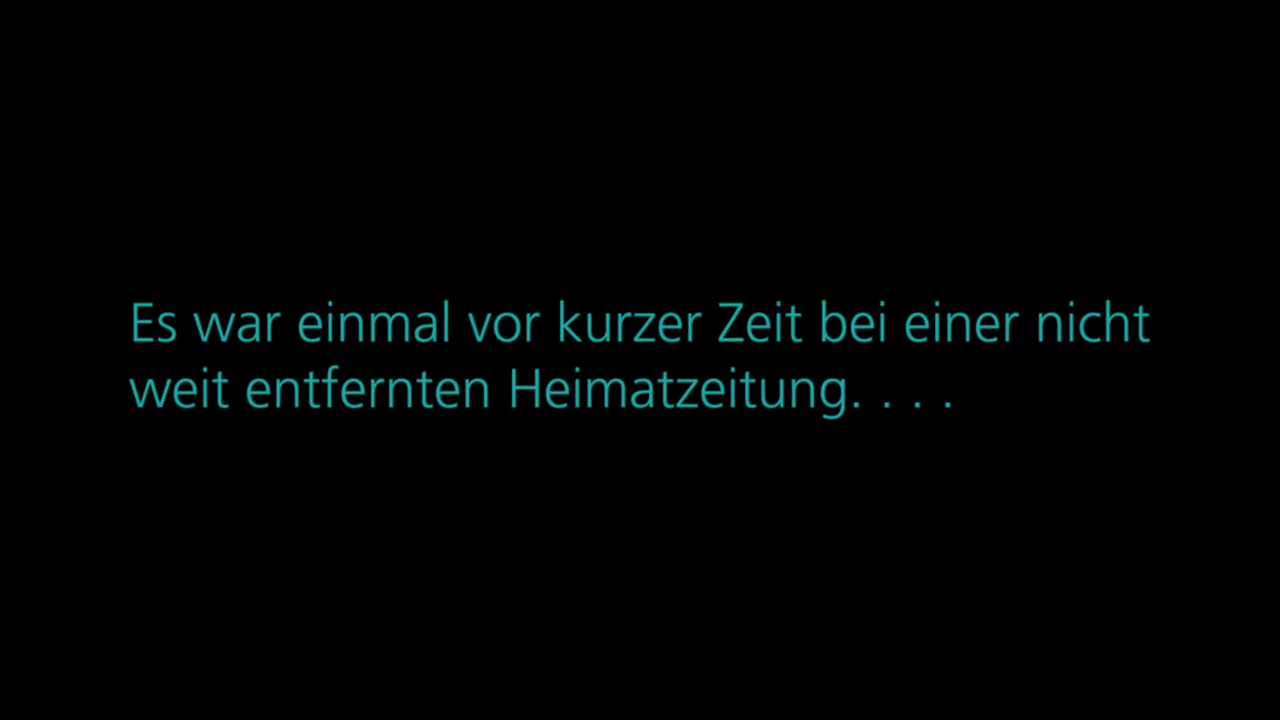 Es war einmal vor kurzer Zeit bei einer nicht
weit entfernten Heimatzeitung. . . .